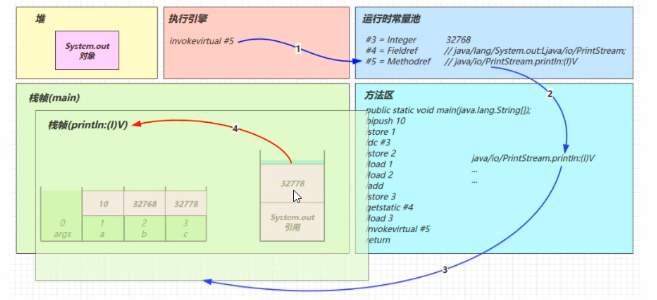 堆
System.out
对象
执行引擎
invokevirtual #5
1
运行时常量池
#3 = Integer 32768
#4 = Fieldref // java/lang/System.out:Ljava/io/PrintStream;
#5 = Methodref // java/io/PrintStream.println:(I)V
栈帧(main)
栈帧(println:(I)V)
4
10 32768 32778
0 1 2 3
args a b c
32778
System.out
引用
方法区
2
public static void main(java.lang.String[]);
bipush 10
istore 1
ldc #3
istore 2
iload 1
iload 2
iadd
istore 3
getstatic #4
iload 3
invokevirtual #5
return
java/io/PrintStream.println:(I)V
...
...
3